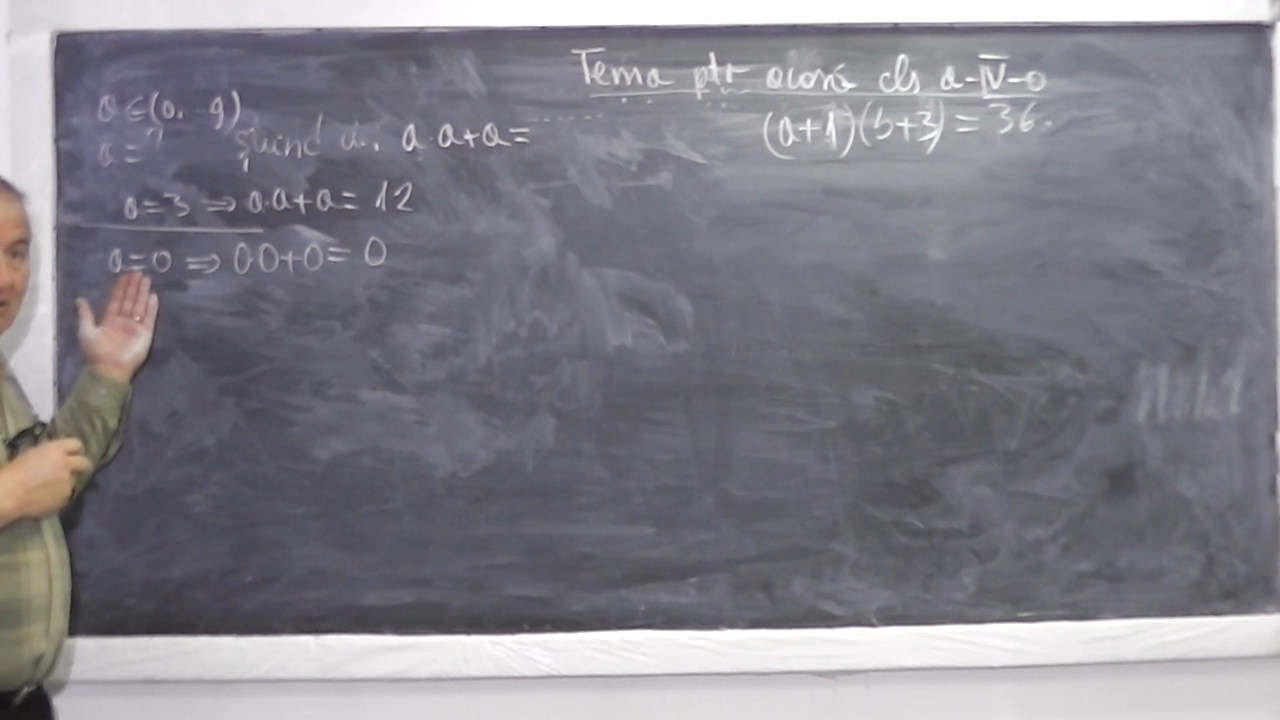 Tema ptr acasă cls a-IV-a
(a+1)(b+3) = 36.
a ∈ (0. 9)
a = ? știind că: a·a+a= ......
a=3 ⇒ a·a+a= 12
a=0 ⇒ 0·0+0= 0